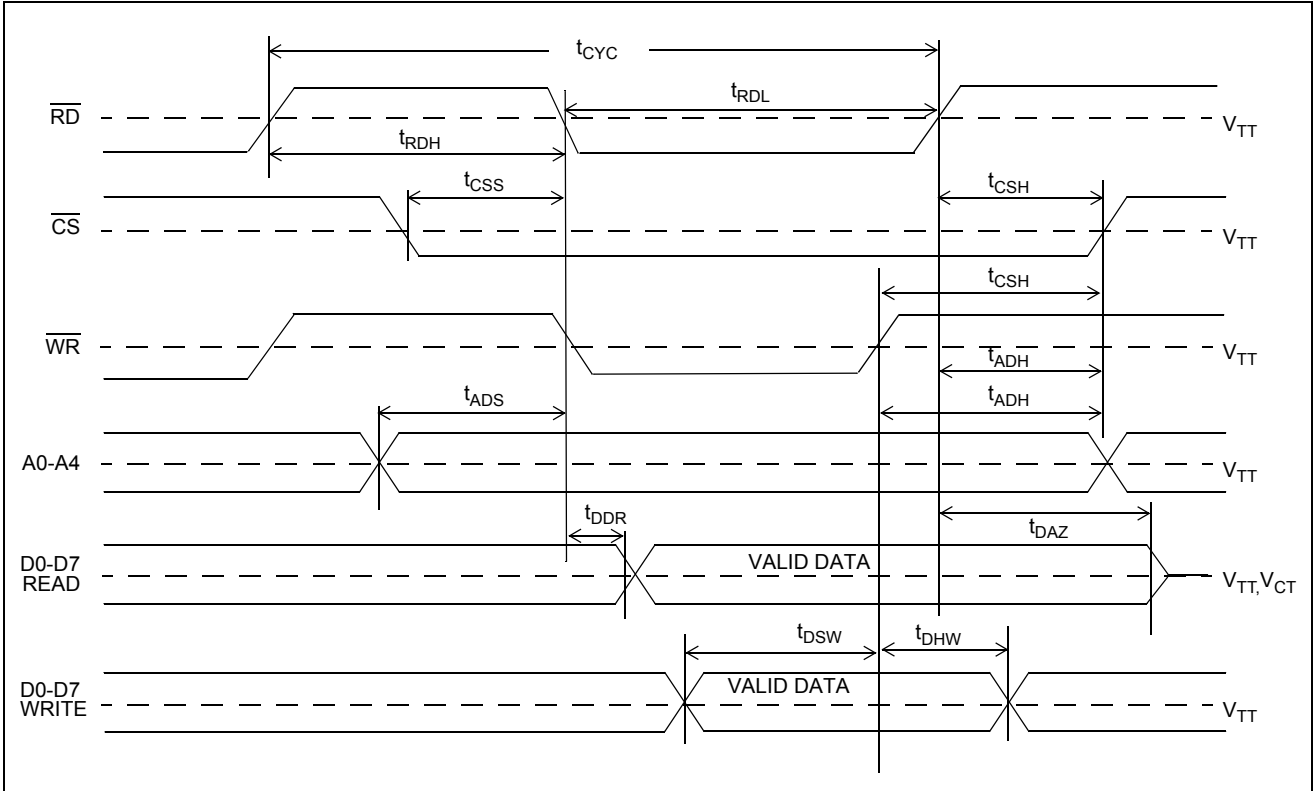 tCYC
RD
tRDL
VTT
tRDH
tCSS
tCSH
CS
VTT
tCSH
WR
VTT
tADH
tADS
tADH
A0-A4
VTT
tDDR
tDAZ
D0-D7
READ
VALID DATA
VTT,VCT
tDSW
tDHW
D0-D7
WRITE
VALID DATA
VTT